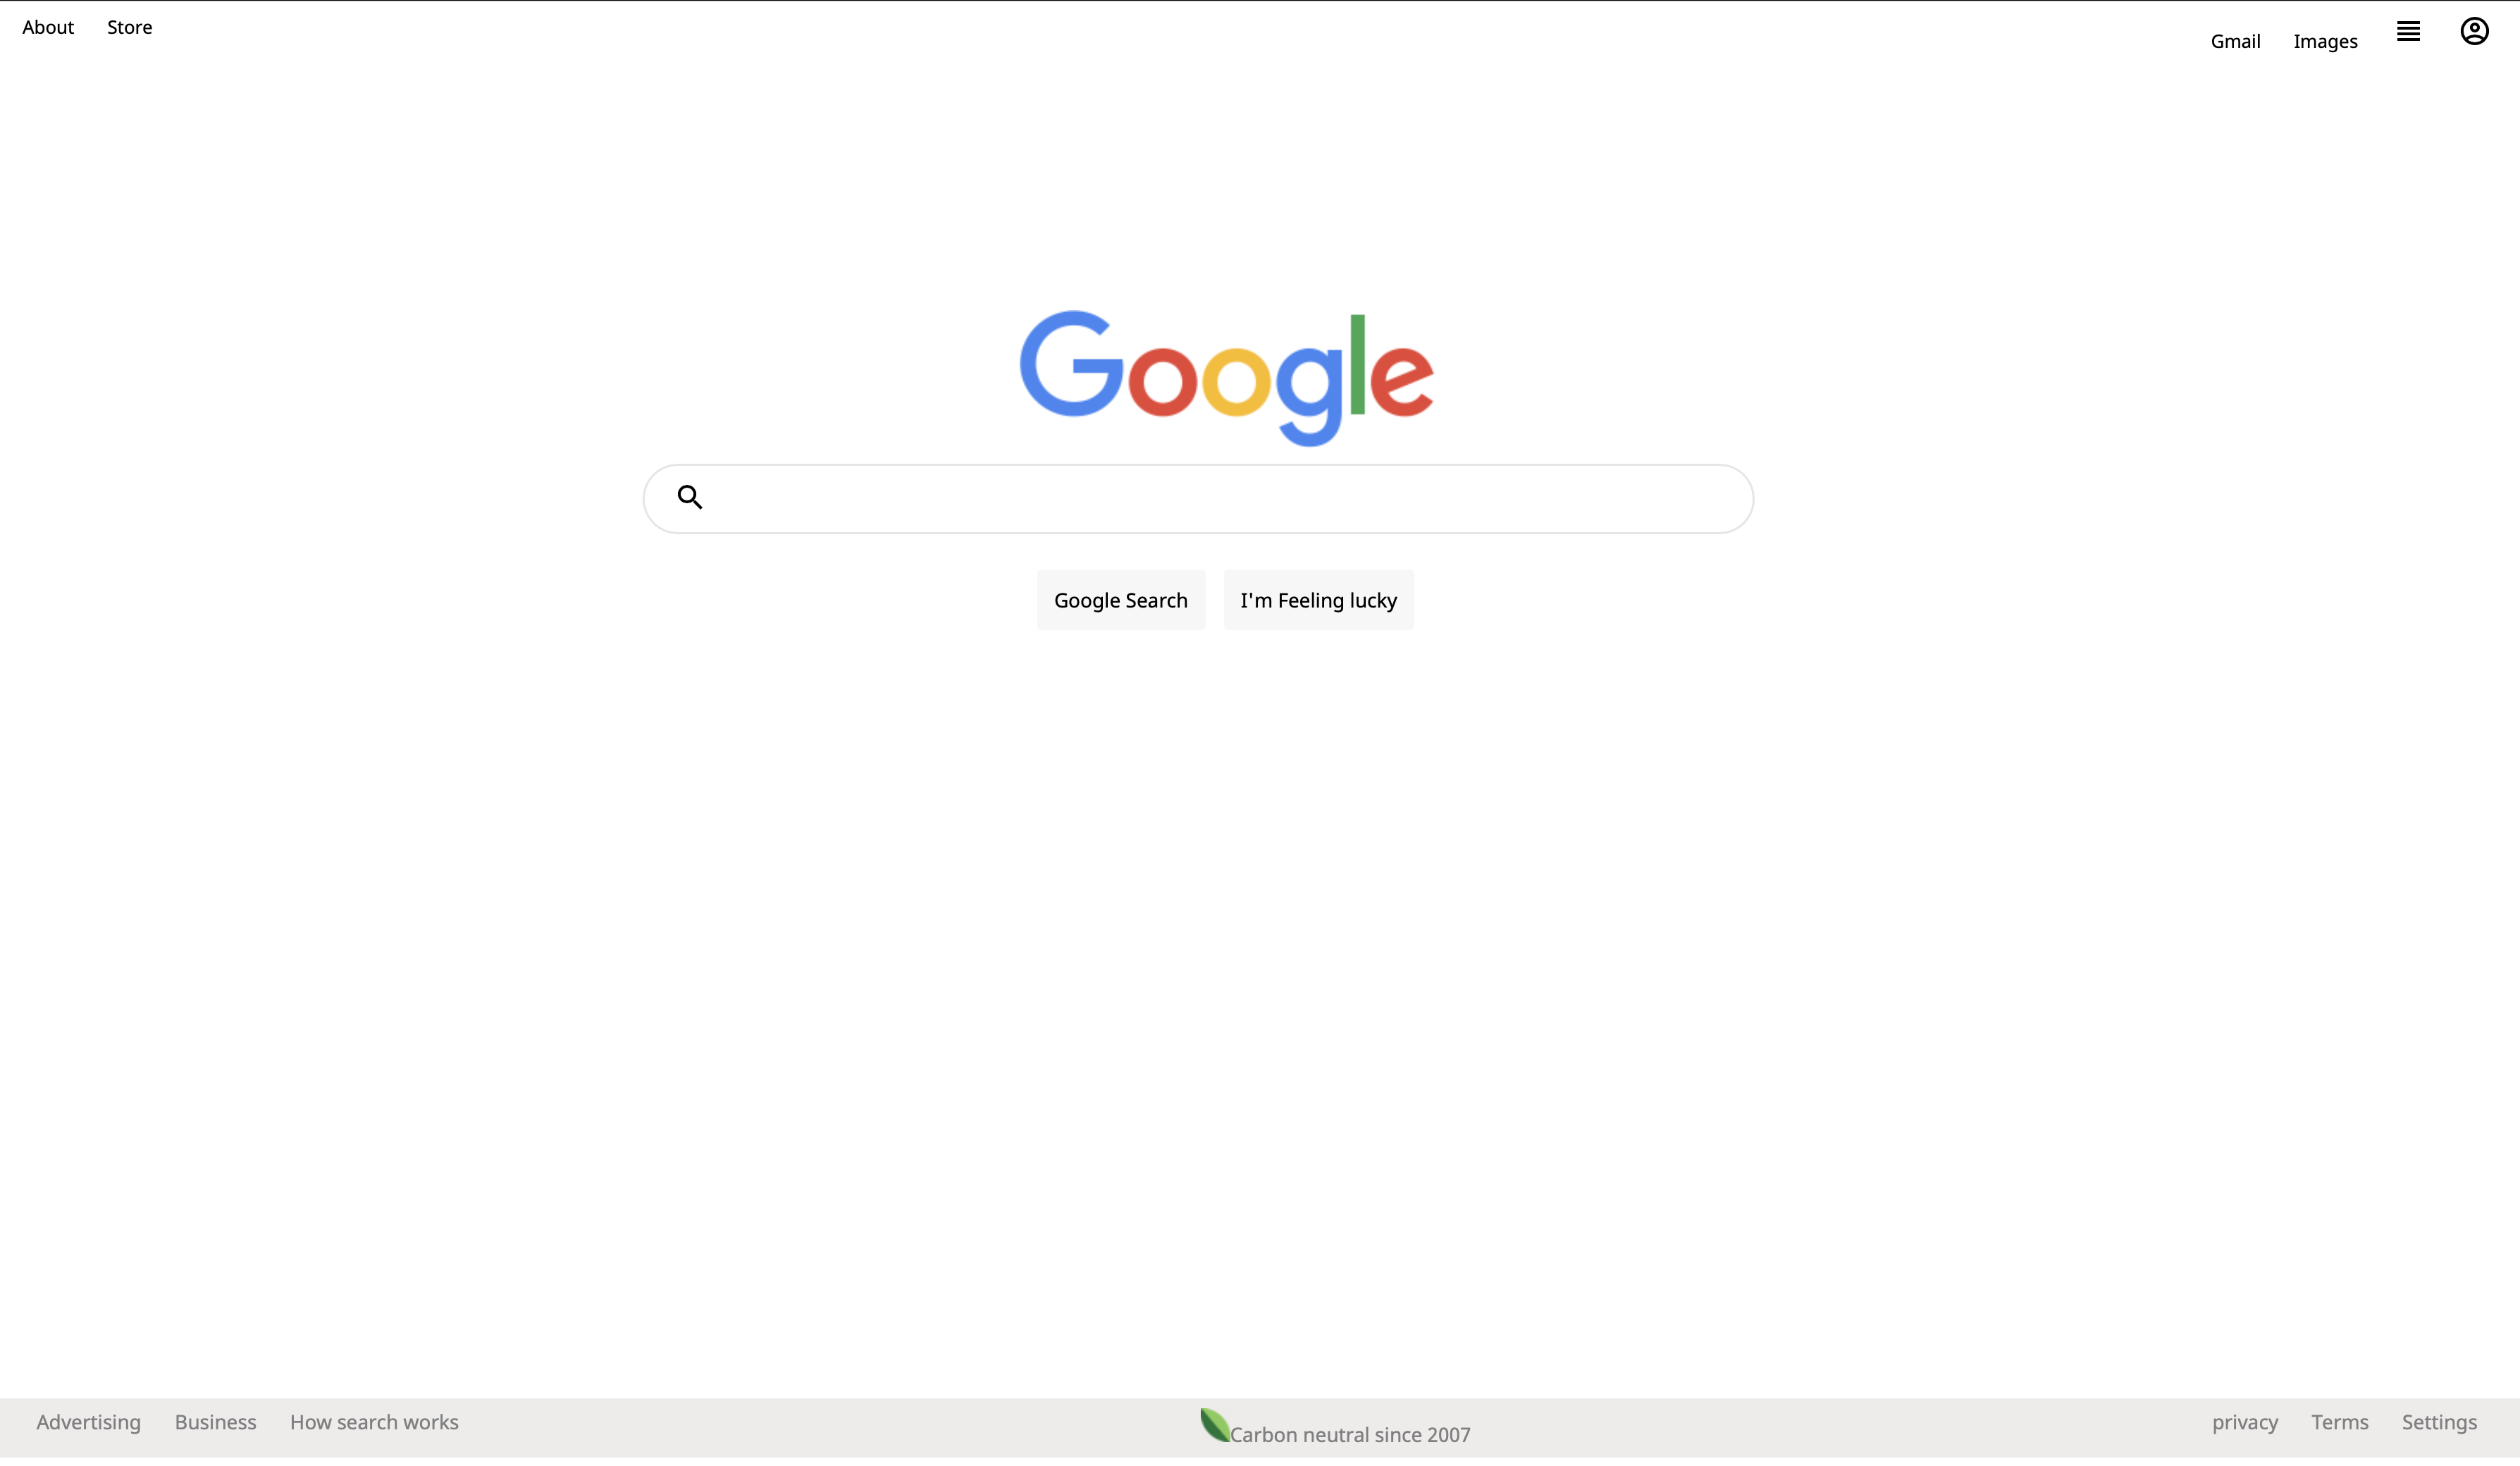 About Store
Gmail Images
Google
Google Search I'm Feeling lucky
Advertising Business How search works Carbon neutral since 2007 privacy Terms Settings